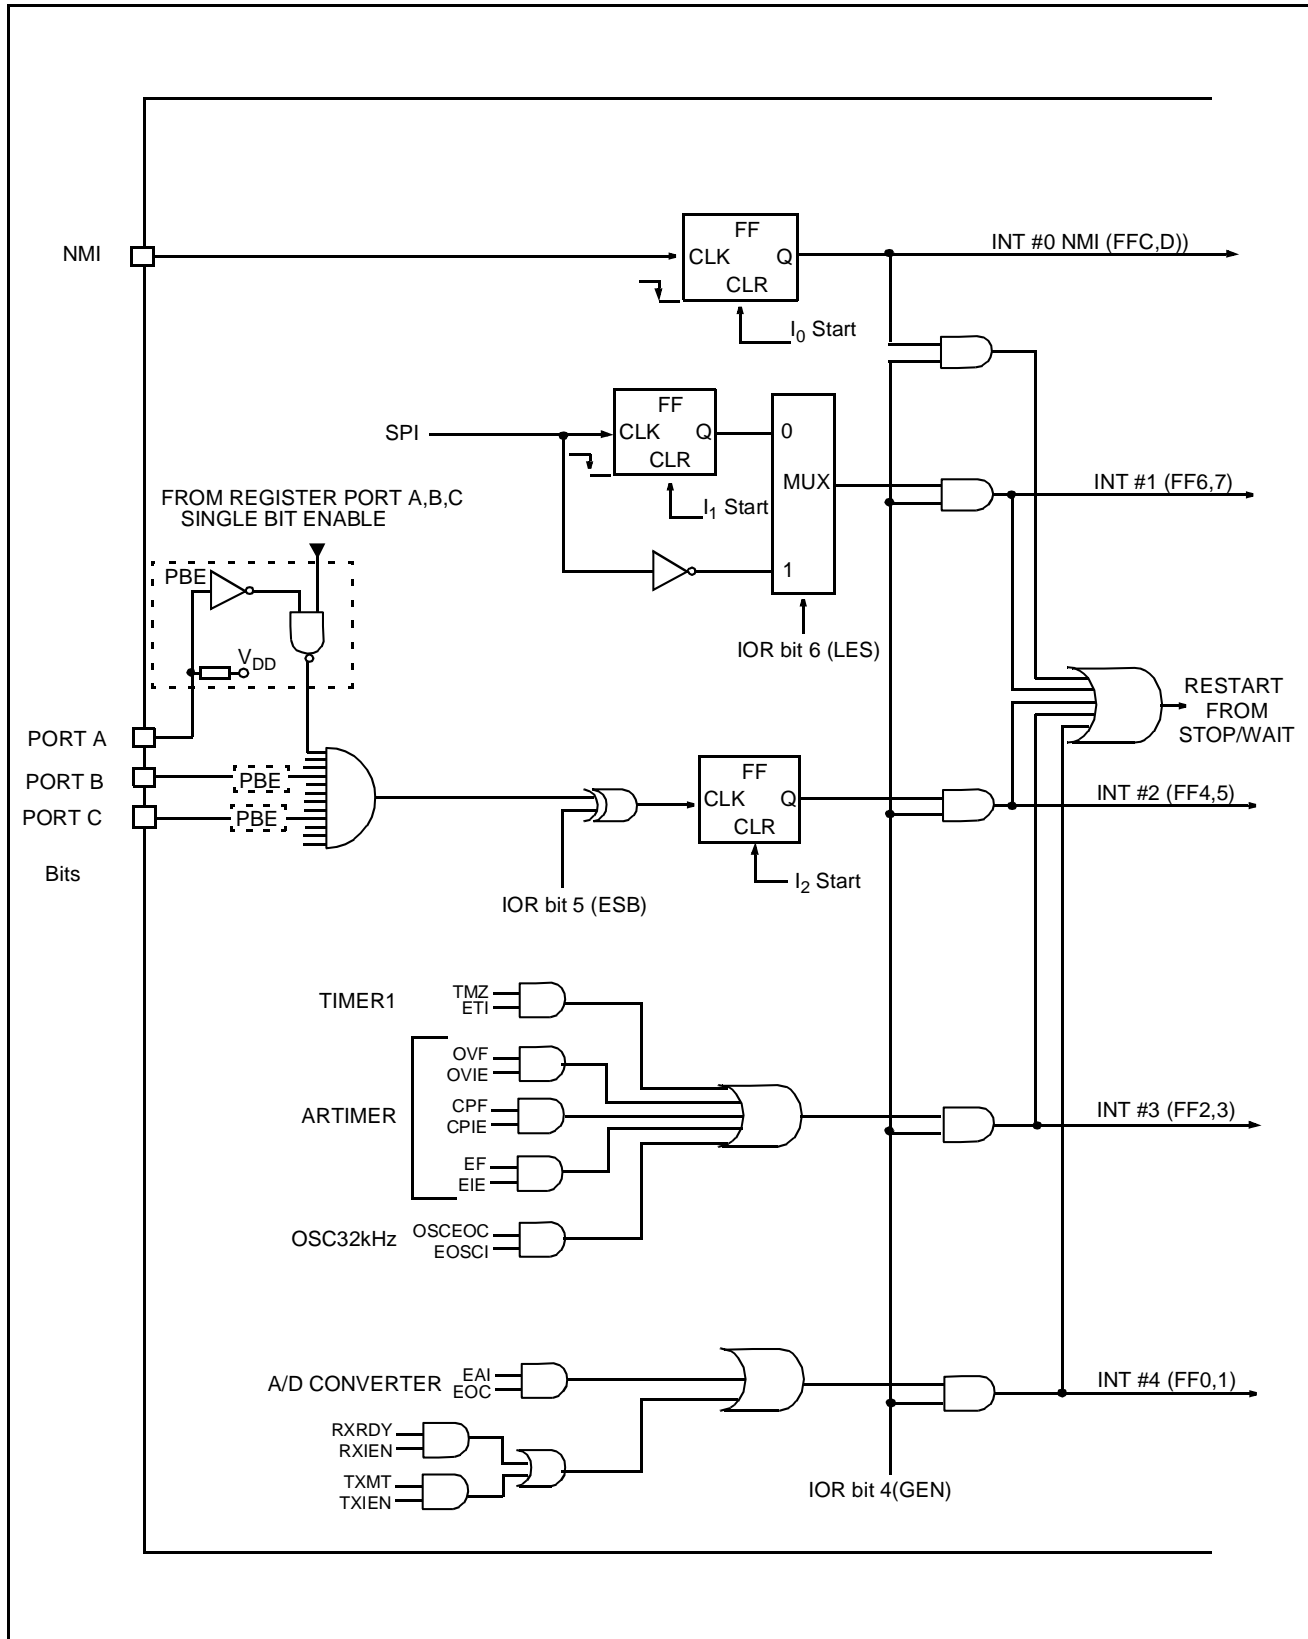 FF
NMI
CLK Q
CLR
INT #0 NMI (FFC,D))
I0 Start
FF
SPI
CLK Q
CLR
0
MUX
1
I1 Start
INT #1 (FF6,7)
FROM REGISTER PORT A,B,C
SINGLE BIT ENABLE
PBE
VDD
IOR bit 6 (LES)
RESTART
FROM
STOP/WAIT
PORT A
PORT B
PBE
PORT C
PBE
Bits
FF
CLK Q
CLR
INT #2 (FF4,5)
I2 Start
IOR bit 5 (ESB)
TIMER1
TMZ
ETI
ARTIMER
OVF
OVIE
CPF
CPIE
EF
EIE
INT #3 (FF2,3)
OSC32kHz
OSCEOC
EOSCI
A/D CONVERTER
EAI
EOC
INT #4 (FF0,1)
RXRDY
RXIEN
TXMT
TXIEN
IOR bit 4(GEN)